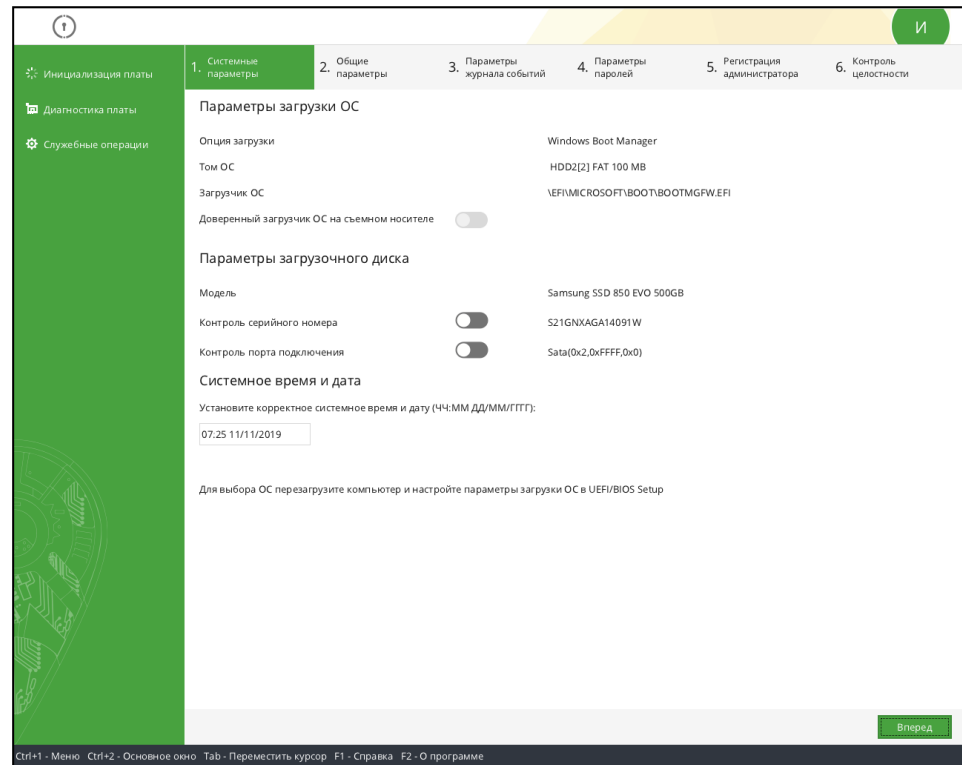 И
Инициализация платы
Диагностика платы
Служебные операции
1. Системные параметры
2. Общие параметры
3. Параметры журнала событий
4. Параметры паролей
5. Регистрация администратора
6. Контроль целостности
Параметры загрузки ОС
Опция загрузки Windows Boot Manager
Том ОС HDD2[2] FAT 100 MB
Загрузчик ОС \EFI\MICROSOFT\BOOT\BOOTMGFW.EFI
Доверенный загрузчик ОС на съемном носителе
Параметры загрузочного диска
Модель Samsung SSD 850 EVO 500GB
Контроль серийного номера S21GNXAGA14091W
Контроль порта подключения Sata(0x2,0xFFFF,0x0)
Системное время и дата
Установите корректное системное время и дату (ЧЧ:ММ ДД/ММ/ГГГГ):
07:25 11/11/2019
Для выбора ОС перезагрузите компьютер и настройте параметры загрузки ОС в UEFI/BIOS Setup
Вперед
Ctrl+1 - Меню Ctrl+2 - Основное окно Tab - Переместить курсор F1 - Справка F2 - О программе